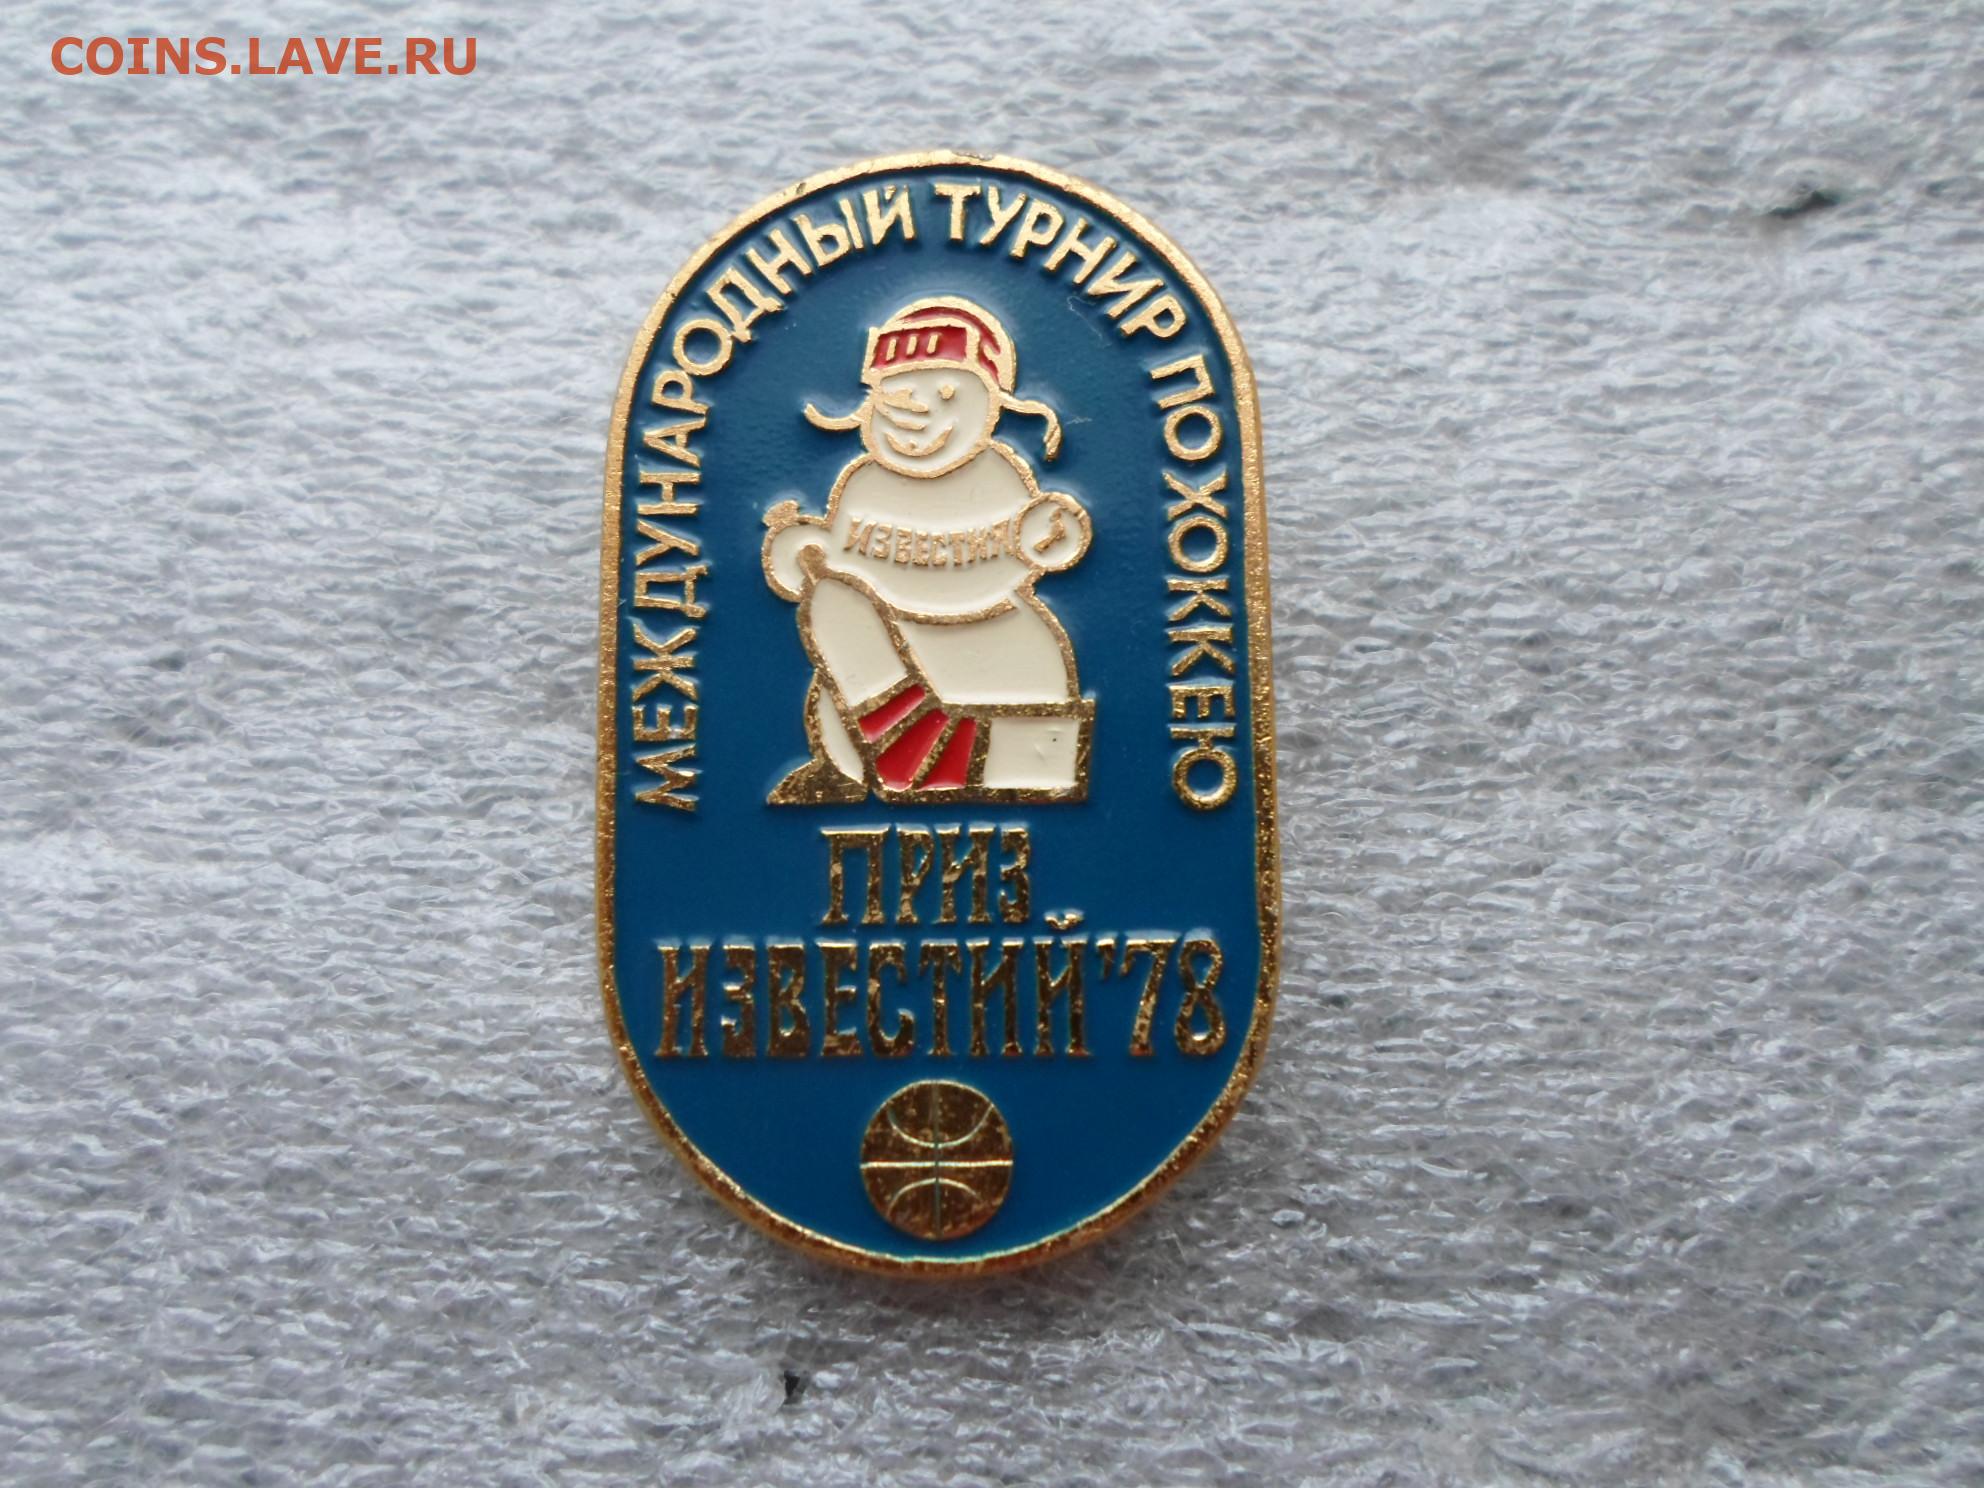 COINS.LAVE.RU
МЕЖДУНАРОДНЫЙ ТУРНИР ПО ХОККЕЮ
ИЗВЕСТИЯ
ПРИЗ
ИЗВЕСТИЙ '78